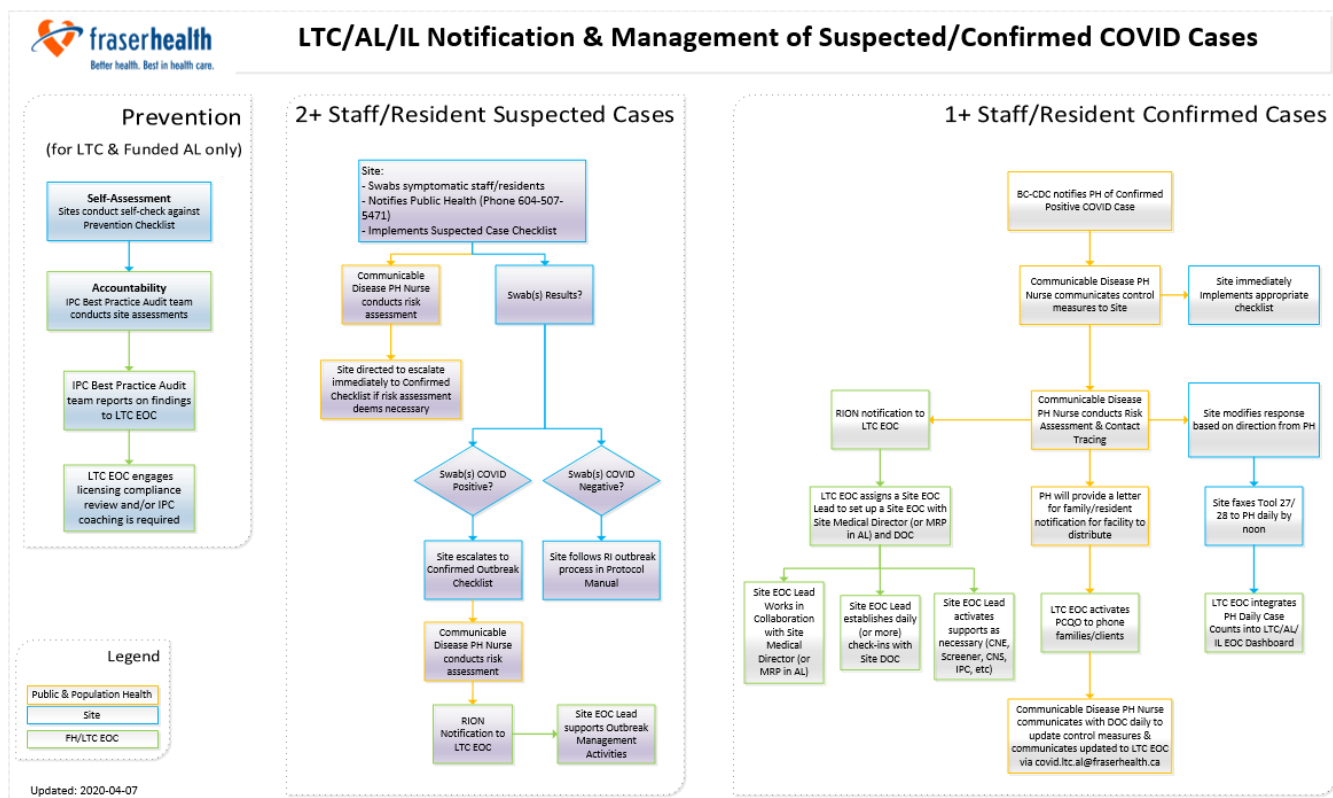 fraserhealth
Better health. Best in health care.
LTC/AL/IL Notification & Management of Suspected/Confirmed COVID Cases
Prevention
(for LTC & Funded AL only)
Self-Assessment
Sites conduct self-check against
Prevention Checklist
Accountability
IPC Best Practice Audit team
conducts site assessments
IPC Best Practice Audit
team reports on findings
to LTC EOC
LTC EOC engages
licensing compliance
review and/or IPC
coaching is required
Legend
Public & Population Health
Site
FH/LTC EOC
Updated: 2020-04-07
2+ Staff/Resident Suspected Cases
Site:
- Swabs symptomatic staff/residents
- Notifies Public Health (Phone 604-507-
5471)
- Implements Suspected Case Checklist
Communicable
Disease PH Nurse
conducts risk
assessment
Swab(s) Results?
Site directed to escalate
immediately to Confirmed
Checklist if risk assessment
deems necessary
Swab(s) COVID
Positive?
Swab(s) COVID
Negative?
Site escalates to
Confirmed Outbreak
Checklist
Site follows RI outbreak
process in Protocol
Manual
Communicable
Disease PH Nurse
conducts risk
assessment
RION
Notification to
LTC EOC
Site EOC Lead
supports Outbreak
Management
Activities
1+ Staff/Resident Confirmed Cases
BC-CDC notifies PH of Confirmed
Positive COVID Case
Communicable Disease PH
Nurse communicates control
measures to Site
Site immediately
Implements appropriate
checklist
RION notification to
LTC EOC
Communicable Disease
PH Nurse conducts Risk
Assessment & Contact
Tracing
Site modifies response
based on direction from PH
LTC EOC assigns a Site EOC
Lead to set up a Site EOC with
Site Medical Director (or MRP
in AL) and DOC
PH will provide a letter
for family/resident
notification for facility to
distribute
Site faxes Tool 27/
28 to PH daily by
noon
Site EOC Lead
Works in
Collaboration
with Site
Medical
Director (or
MRP in AL)
Site EOC Lead
establishes daily
(or more)
check-ins with
Site DOC
Site EOC Lead
activates
supports as
necessary (CNE,
Screener, CNS,
IPC, etc)
LTC EOC activates
PCQO to phone
families/clients
LTC EOC integrates
PH Daily Case
Counts into LTC/AL/
IL EOC Dashboard
Communicable Disease PH Nurse
communicates with DOC daily to
update control measures &
communicates updated to LTC EOC
via covid.ltc.al@fraserhealth.ca